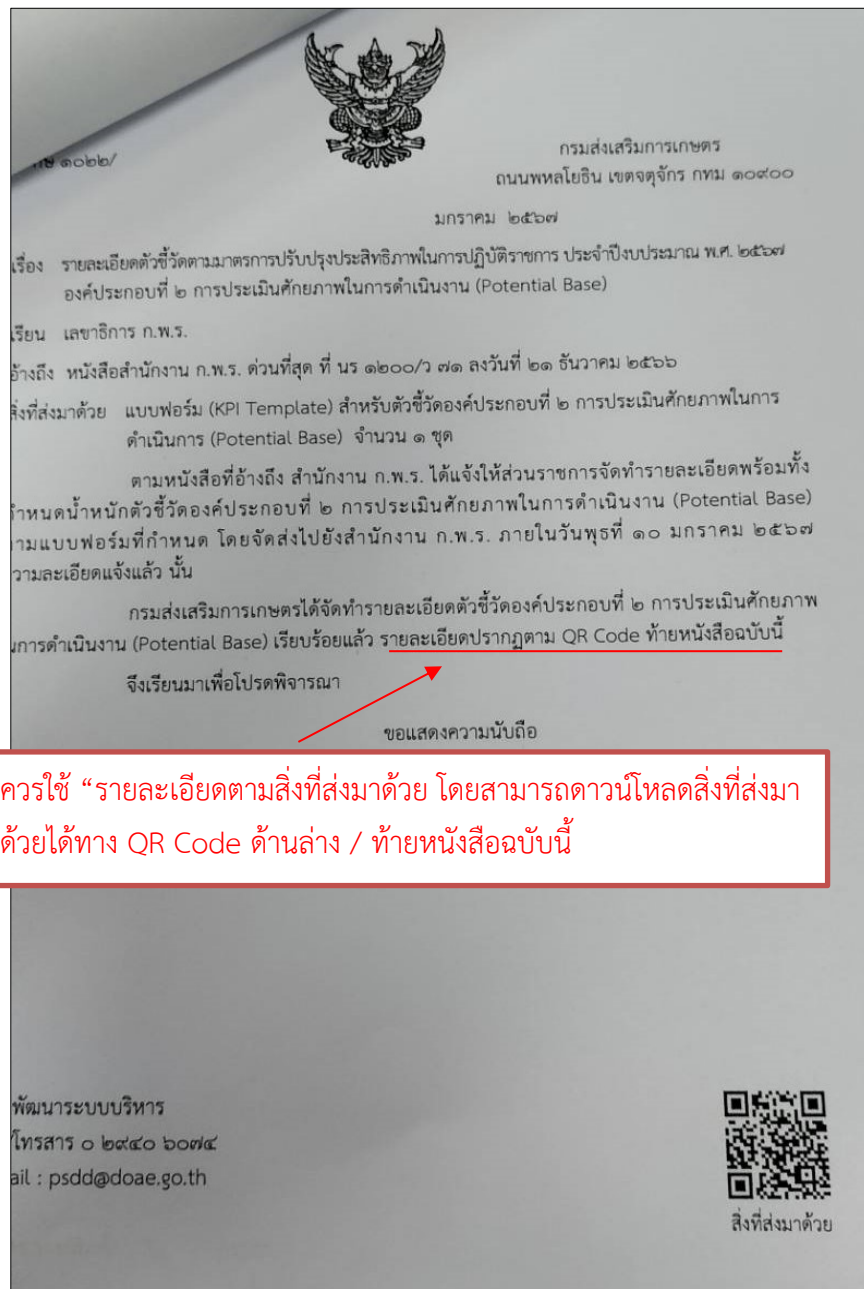 ๑๐๒๒/
กรมส่งเสริมการเกษตร
ถนนพหลโยธิน เขตจตุจักร กทม ๑๐๙๐๐
มกราคม ๒๕๖๗
เรื่อง รายละเอียดตัวชี้วัดตามมาตรการปรับปรุงประสิทธิภาพในการปฏิบัติราชการ ประจำปีงบประมาณ พ.ศ. ๒๕๖๗
องค์ประกอบที่ ๒ การประเมินศักยภาพในการดำเนินงาน (Potential Base)
เรียน เลขาธิการ ก.พ.ร.
อ้างถึง หนังสือสำนักงาน ก.พ.ร. ด่วนที่สุด ที่ นร ๑๒๐๐/ว ๗๑ ลงวันที่ ๒๑ ธันวาคม ๒๕๖๖
สิ่งที่ส่งมาด้วย แบบฟอร์ม (KPI Template) สำหรับตัวชี้วัดองค์ประกอบที่ ๒ การประเมินศักยภาพในการ
ดำเนินการ (Potential Base) จำนวน ๑ ชุด
ตามหนังสือที่อ้างถึง สำนักงาน ก.พ.ร. ได้แจ้งให้ส่วนราชการจัดทำรายละเอียดพร้อมทั้ง
กำหนดน้ำหนักตัวชี้วัดองค์ประกอบที่ ๒ การประเมินศักยภาพในการดำเนินงาน (Potential Base)
ตามแบบฟอร์มที่กำหนด โดยจัดส่งไปยังสำนักงาน ก.พ.ร. ภายในวันพุธที่ ๑๐ มกราคม ๒๕๖๗
ความละเอียดแจ้งแล้ว นั้น
กรมส่งเสริมการเกษตรได้จัดทำรายละเอียดตัวชี้วัดองค์ประกอบที่ ๒ การประเมินศักยภาพ
ในการดำเนินงาน (Potential Base) เรียบร้อยแล้ว รายละเอียดปรากฏตาม QR Code ท้ายหนังสือฉบับนี้
จึงเรียนมาเพื่อโปรดพิจารณา
ขอแสดงความนับถือ
ควรใช้ “รายละเอียดตามสิ่งที่ส่งมาด้วย โดยสามารถดาวน์โหลดสิ่งที่ส่งมา
ด้วยได้ทาง QR Code ด้านล่าง / ท้ายหนังสือฉบับนี้
พัฒนาระบบบริหาร
โทรสาร ๐ ๒๙๔๐ ๖๐๗๔
ail : psdd@doae.go.th
สิ่งที่ส่งมาด้วย